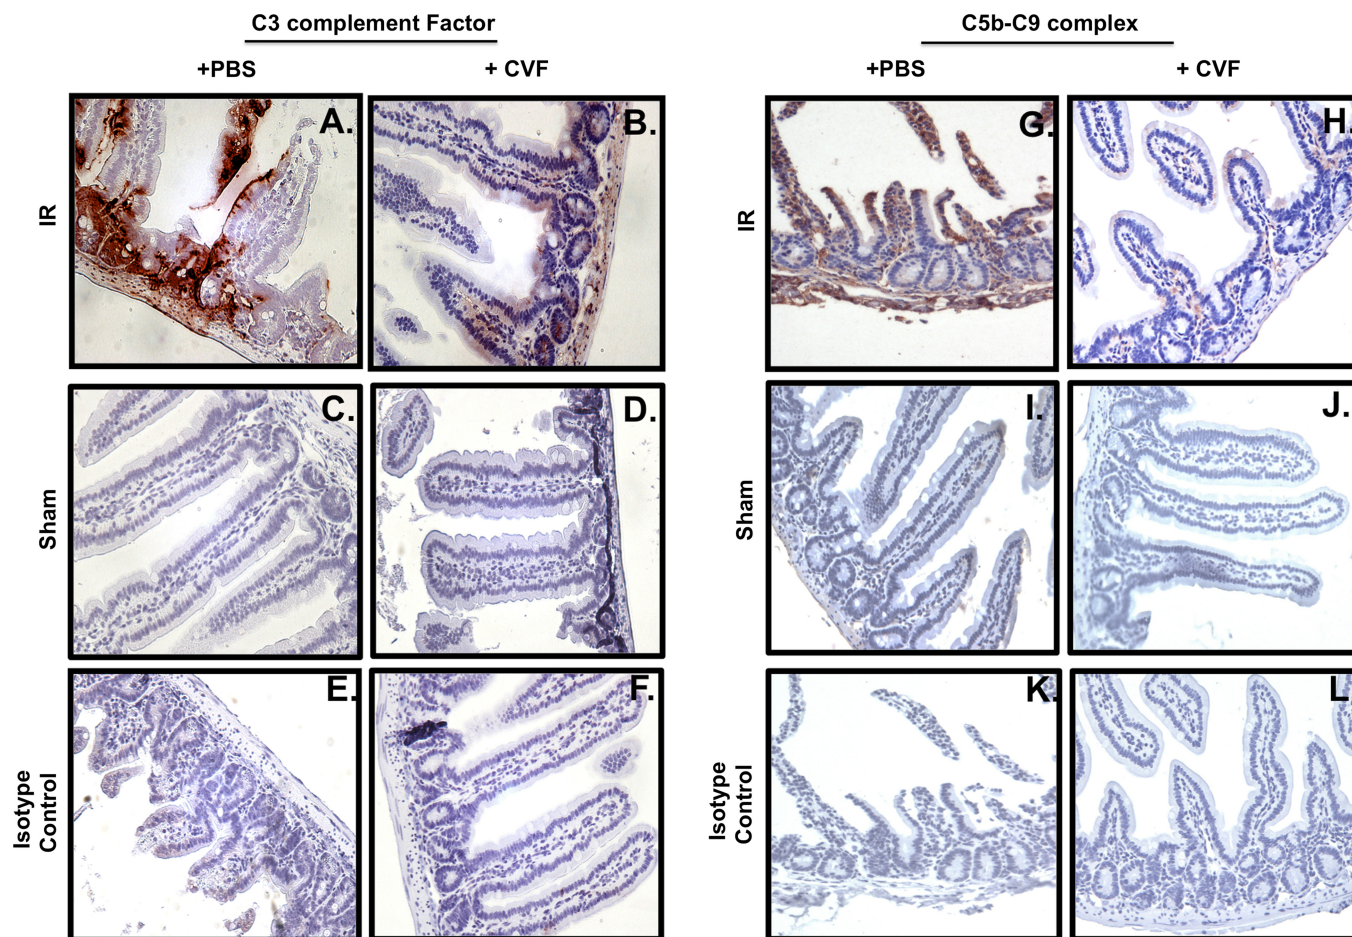 C3 complement Factor
C5b-C9 complex
+PBS
+ CVF
+PBS
+ CVF
IR
A.
B.
IR
G.
H.
Sham
C.
D.
Sham
I.
J.
Isotype
Control
E.
F.
Isotype
Control
K.
L.